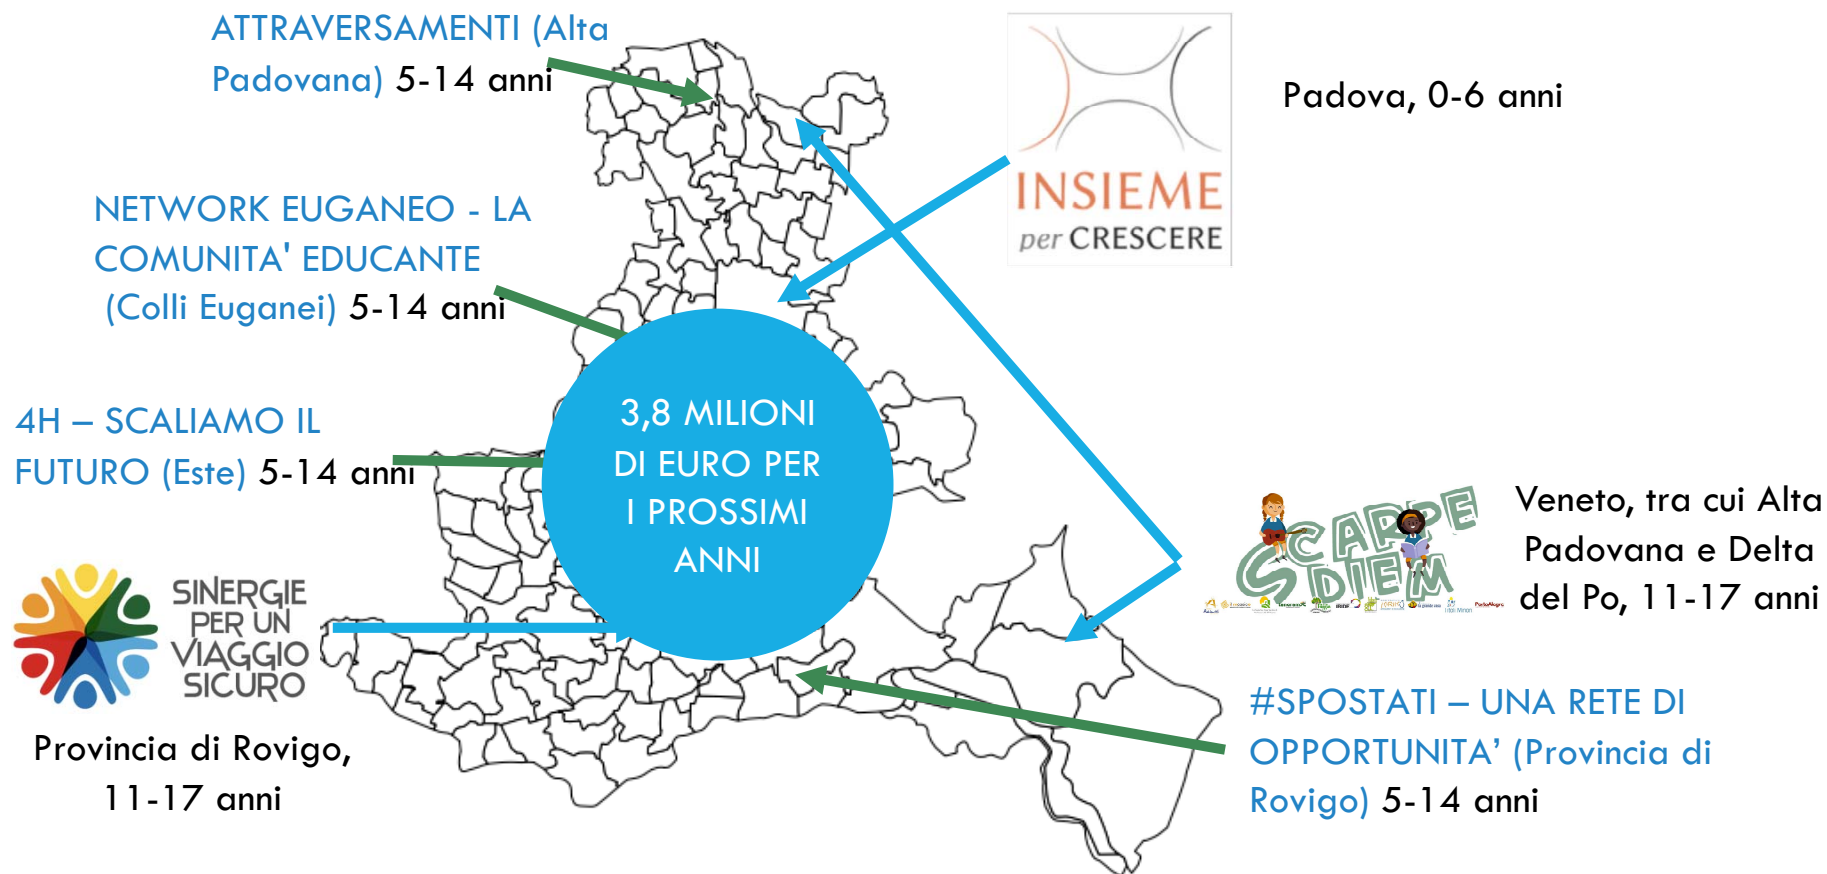 ATTRAVERSAMENTI (Alta
Padovana) 5-14 anni
INSIEME
per CRESCERE
Padova, 0-6 anni
NETWORK EUGANEO - LA
COMUNITA' EDUCANTE
(Colli Euganei) 5-14 anni
4H – SCALIAMO IL
FUTURO (Este) 5-14 anni
3,8 MILIONI
DI EURO PER
I PROSSIMI
ANNI
SCARPE
DIEM
Veneto, tra cui Alta
Padovana e Delta
del Po, 11-17 anni
SINERGIE
PER UN
VIAGGIO
SICURO
Provincia di Rovigo,
11-17 anni
#SPOSTATI – UNA RETE DI
OPPORTUNITA’ (Provincia di
Rovigo) 5-14 anni